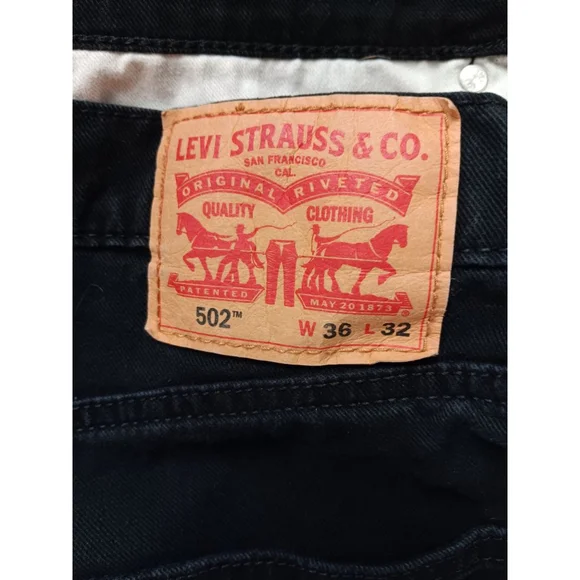 LEVI STRAUSS & CO.
SAN FRANCISCO
CAL.
ORIGINAL RIVETED
QUALITY CLOTHING
PATENTED MAY 20 1873 ®
502™ W 36 L 32